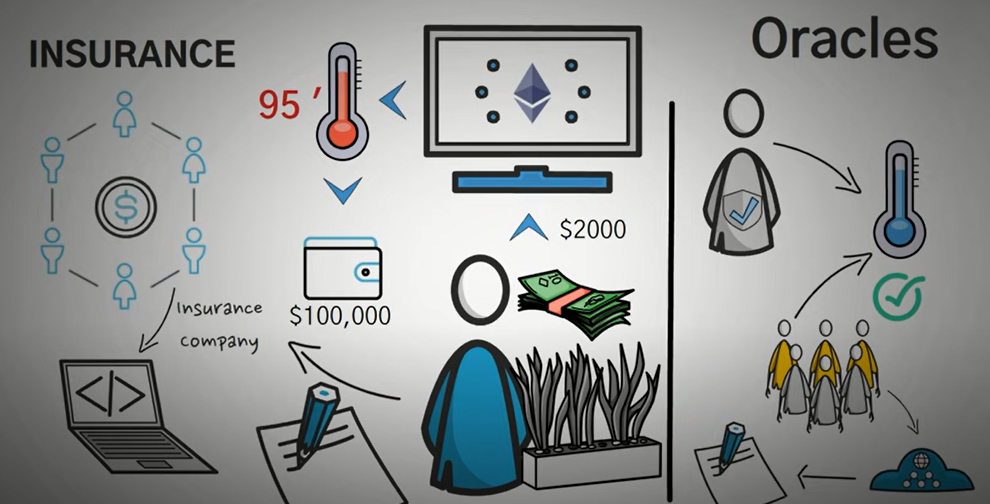 INSURANCE
Oracles
95 ′
$
$2000
Insurance
company
$100,000
</>